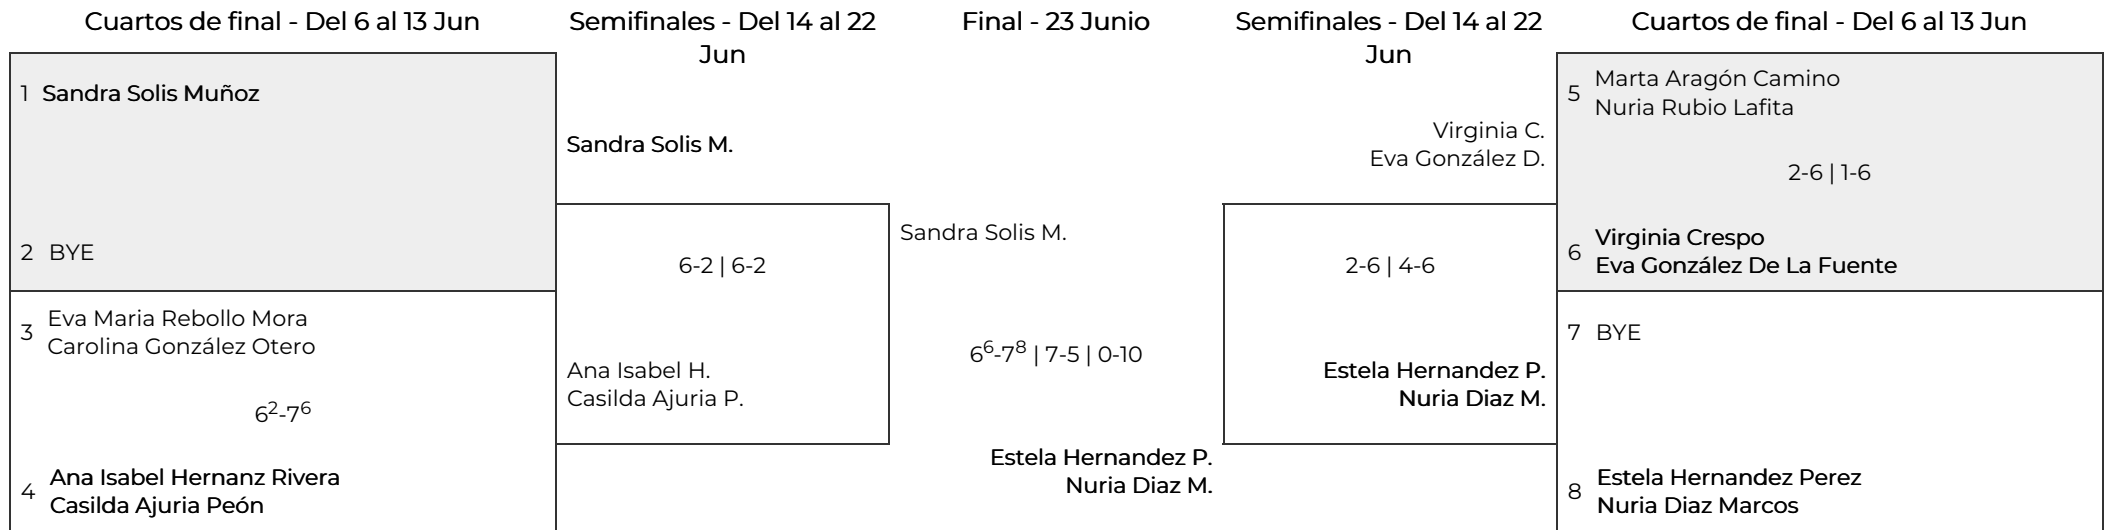 Cuartos de final - Del 6 al 13 Jun
Semifinales - Del 14 al 22
Jun
Final - 23 Junio
Semifinales - Del 14 al 22
Jun
Cuartos de final - Del 6 al 13 Jun
1 Sandra Solis Muñoz
2 BYE
3 Eva Maria Rebollo Mora
Carolina González Otero
6²-7⁶
4 Ana Isabel Hernanz Rivera
Casilda Ajuria Peón
Sandra Solis M.
6-2 | 6-2
Ana Isabel H.
Casilda Ajuria P.
Sandra Solis M.
6⁶-7⁸ | 7-5 | 0-10
Estela Hernandez P.
Nuria Diaz M.
Virginia C.
Eva González D.
2-6 | 4-6
Estela Hernandez P.
Nuria Diaz M.
5 Marta Aragón Camino
Nuria Rubio Lafita
2-6 | 1-6
6 Virginia Crespo
Eva González De La Fuente
7 BYE
8 Estela Hernandez Perez
Nuria Diaz Marcos